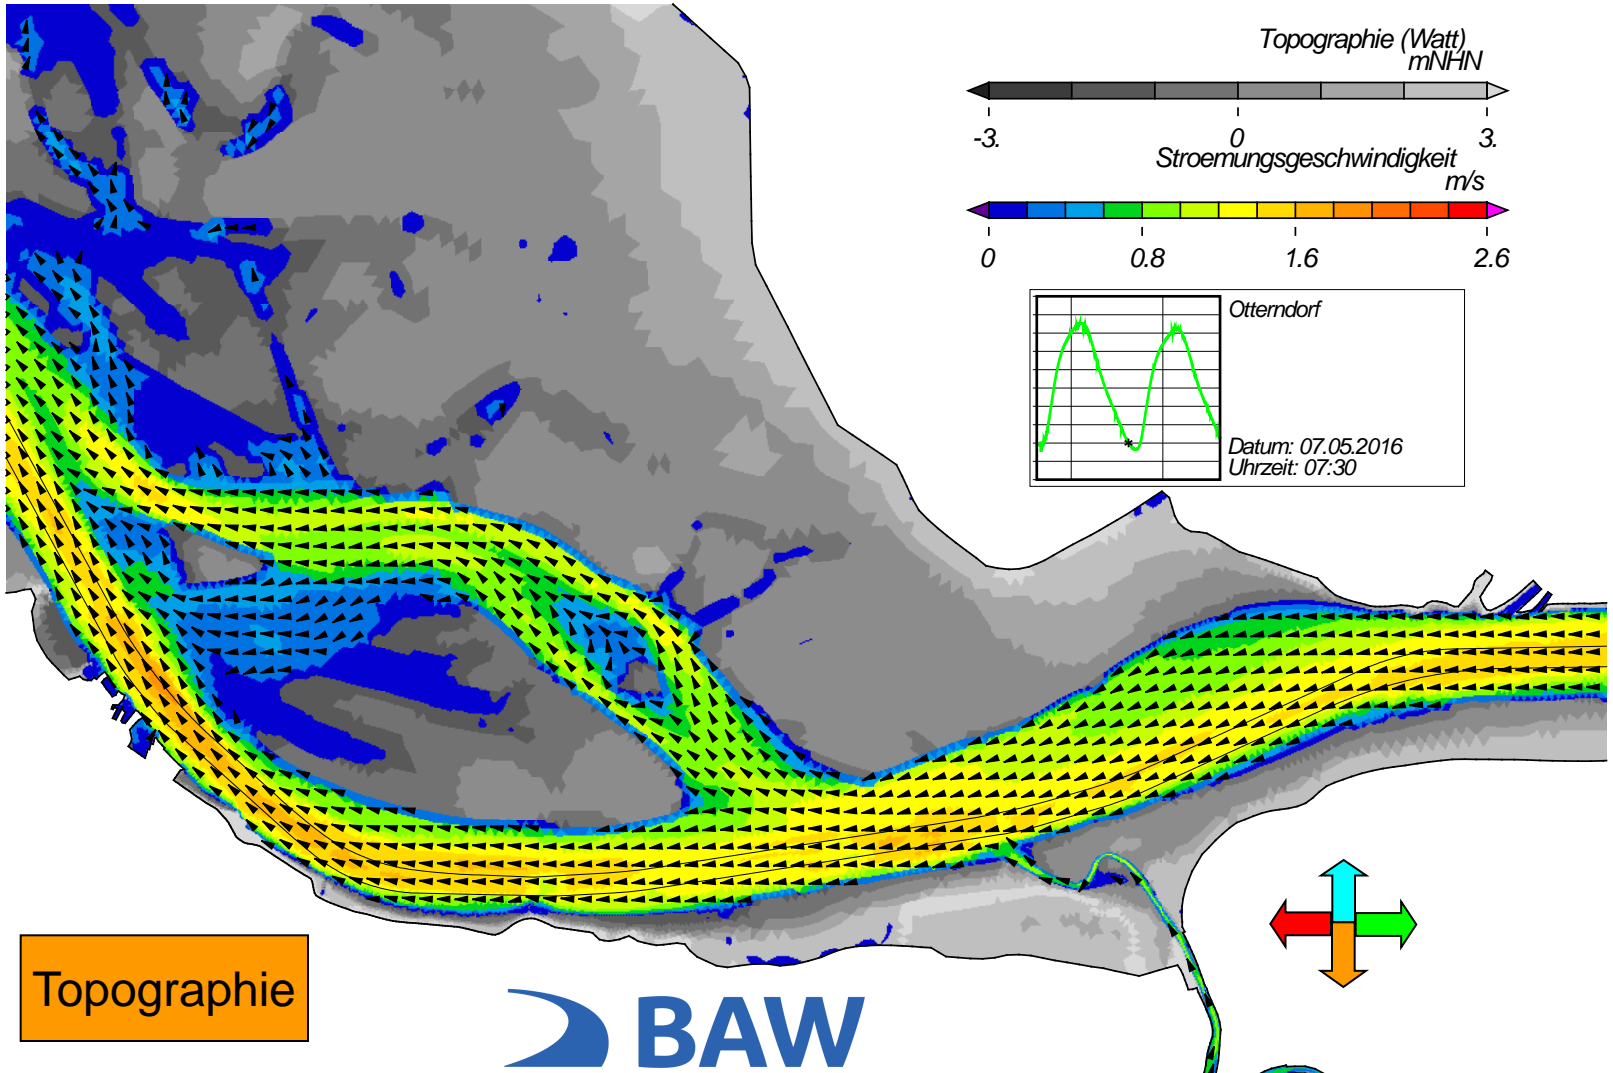 Topographie (Watt)
mNHN
-3. 0 3.
Stroemungsgeschwindigkeit
m/s
0 0.8 1.6 2.6
Otterndorf
Datum: 07.05.2016
Uhrzeit: 07:30
Topographie
BAW